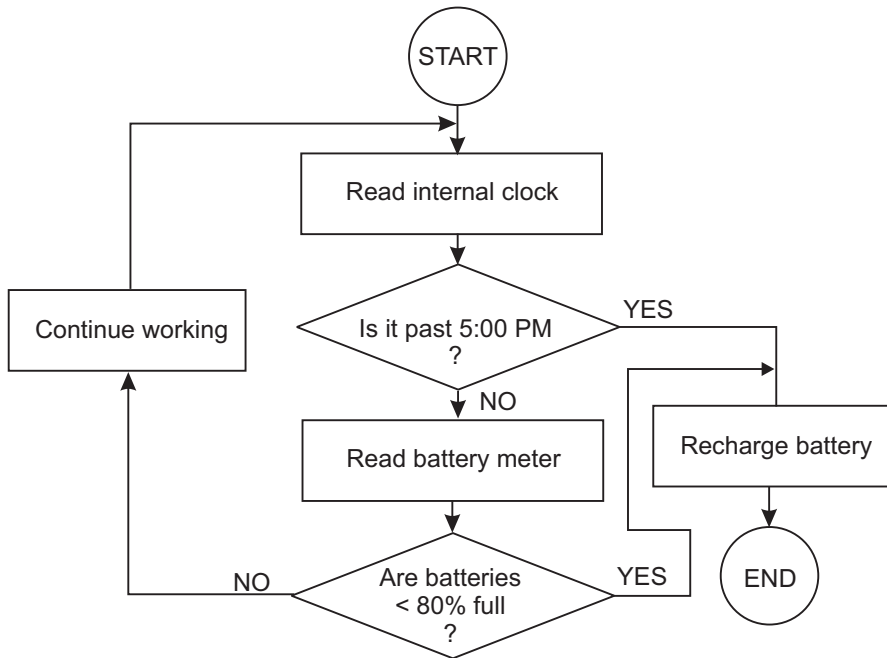 START
Read internal clock
Continue working
Is it past 5:00 PM
?
YES
NO
Read battery meter
Recharge battery
NO
Are batteries
< 80% full
?
YES
END